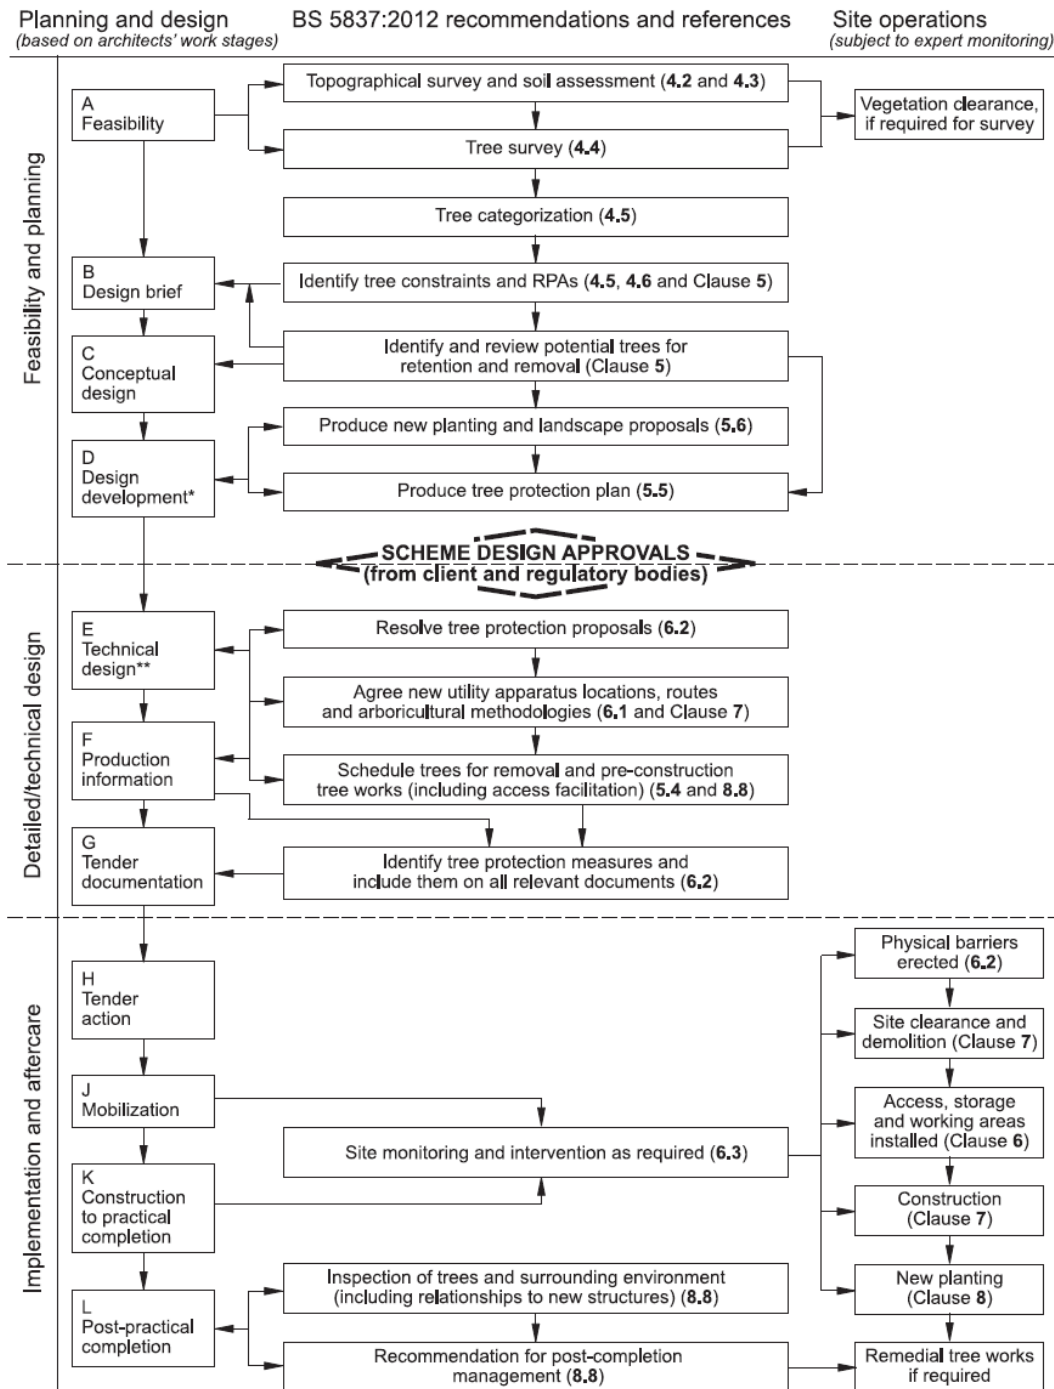 Planning and design
(based on architects' work stages)
BS 5837:2012 recommendations and references
Site operations
(subject to expert monitoring)
Feasibility and planning
A
Feasibility
Topographical survey and soil assessment (4.2 and 4.3)
Vegetation clearance,
if required for survey
Tree survey (4.4)
Tree categorization (4.5)
B
Design brief
Identify tree constraints and RPAs (4.5, 4.6 and Clause 5)
C
Conceptual
design
Identify and review potential trees for
retention and removal (Clause 5)
Produce new planting and landscape proposals (5.6)
D
Design
development*
Produce tree protection plan (5.5)
SCHEME DESIGN APPROVALS
(from client and regulatory bodies)
Detailed/technical design
E
Technical
design**
Resolve tree protection proposals (6.2)
Agree new utility apparatus locations, routes
and arboricultural methodologies (6.1 and Clause 7)
F
Production
information
Schedule trees for removal and pre-construction
tree works (including access facilitation) (5.4 and 8.8)
G
Tender
documentation
Identify tree protection measures and
include them on all relevant documents (6.2)
Implementation and aftercare
H
Tender
action
Physical barriers
erected (6.2)
Site clearance and
demolition (Clause 7)
J
Mobilization
Access, storage
and working areas
installed (Clause 6)
Site monitoring and intervention as required (6.3)
K
Construction
to practical
completion
Construction
(Clause 7)
Inspection of trees and surrounding environment
(including relationships to new structures) (8.8)
New planting
(Clause 8)
L
Post-practical
completion
Recommendation for post-completion
management (8.8)
Remedial tree works
if required